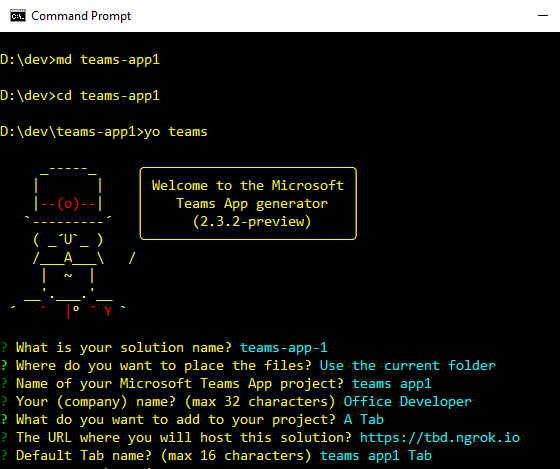 Command Prompt
D:\dev>md teams-app1
D:\dev>cd teams-app1
D:\dev\teams-app1>yo teams
Welcome to the Microsoft
Teams App generator
(2.3.2-preview)
? What is your solution name? teams-app-1
? Where do you want to place the files? Use the current folder
? Name of your Microsoft Teams App project? teams app1
? Your (company) name? (max 32 characters) Office Developer
? What do you want to add to your project? A Tab
? The URL where you will host this solution? https://tbd.ngrok.io
? Default Tab name? (max 16 characters) teams app1 Tab